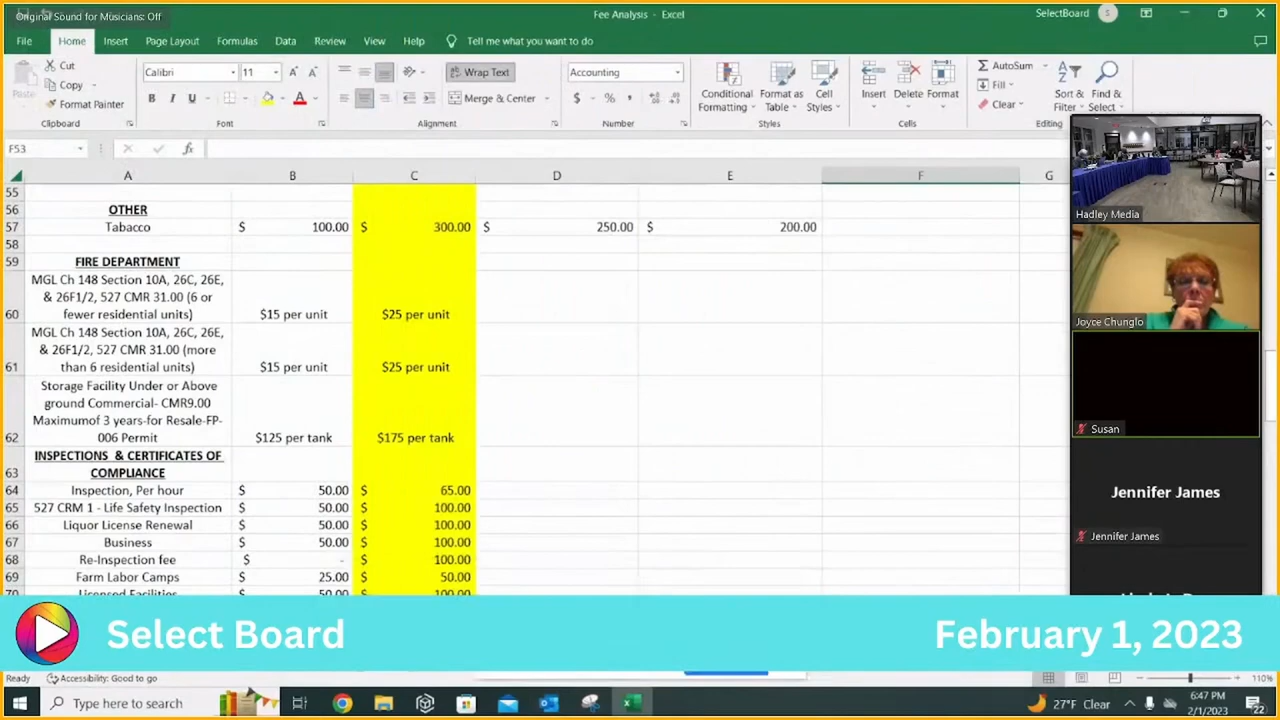 Original Sound for Musicians: Off
Fee Analysis - Excel
SelectBoard S
File Home Insert Page Layout Formulas Data Review View Help Tell me what you want to do
Cut
Copy
Format Painter
Paste
Clipboard
Calibri 11
B I U
Font
Wrap Text
Merge & Center
Alignment
Accounting
$ % ,
Number
Conditional Formatting
Format as Table
Cell Styles
Styles
Insert Delete Format
Cells
AutoSum
Fill
Clear
Sort & Filter
Find & Select
Editing
F53
fx
A B C D E F G
55
56 OTHER
57 Tabacco $ 100.00 $ 300.00 $ 250.00 $ 200.00
58
59 FIRE DEPARTMENT
MGL Ch 148 Section 10A, 26C, 26E,
& 26F1/2, 527 CMR 31.00 (6 or
60 fewer residential units) $15 per unit $25 per unit
MGL Ch 148 Section 10A, 26C, 26E,
& 26F1/2, 527 CMR 31.00 (more
61 than 6 residential units) $15 per unit $25 per unit
Storage Facility Under or Above
ground Commercial- CMR9.00
Maximumof 3 years-for Resale-FP-
62 006 Permit $125 per tank $175 per tank
INSPECTIONS & CERTIFICATES OF
63 COMPLIANCE
64 Inspection, Per hour $ 50.00 $ 65.00
65 527 CRM 1 - Life Safety Inspection $ 50.00 $ 100.00
66 Liquor License Renewal $ 50.00 $ 100.00
67 Business $ 50.00 $ 100.00
68 Re-Inspection fee $ - $ 100.00
69 Farm Labor Camps $ 25.00 $ 50.00
70 Licensed Facilities $ 50.00 $ 100.00
Hadley Media
Joyce Chunglo
Susan
Jennifer James
Jennifer James
Select Board
February 1, 2023
Ready
Accessibility: Good to go
110%
Type here to search
27°F Clear
6:47 PM
2/1/2023
22